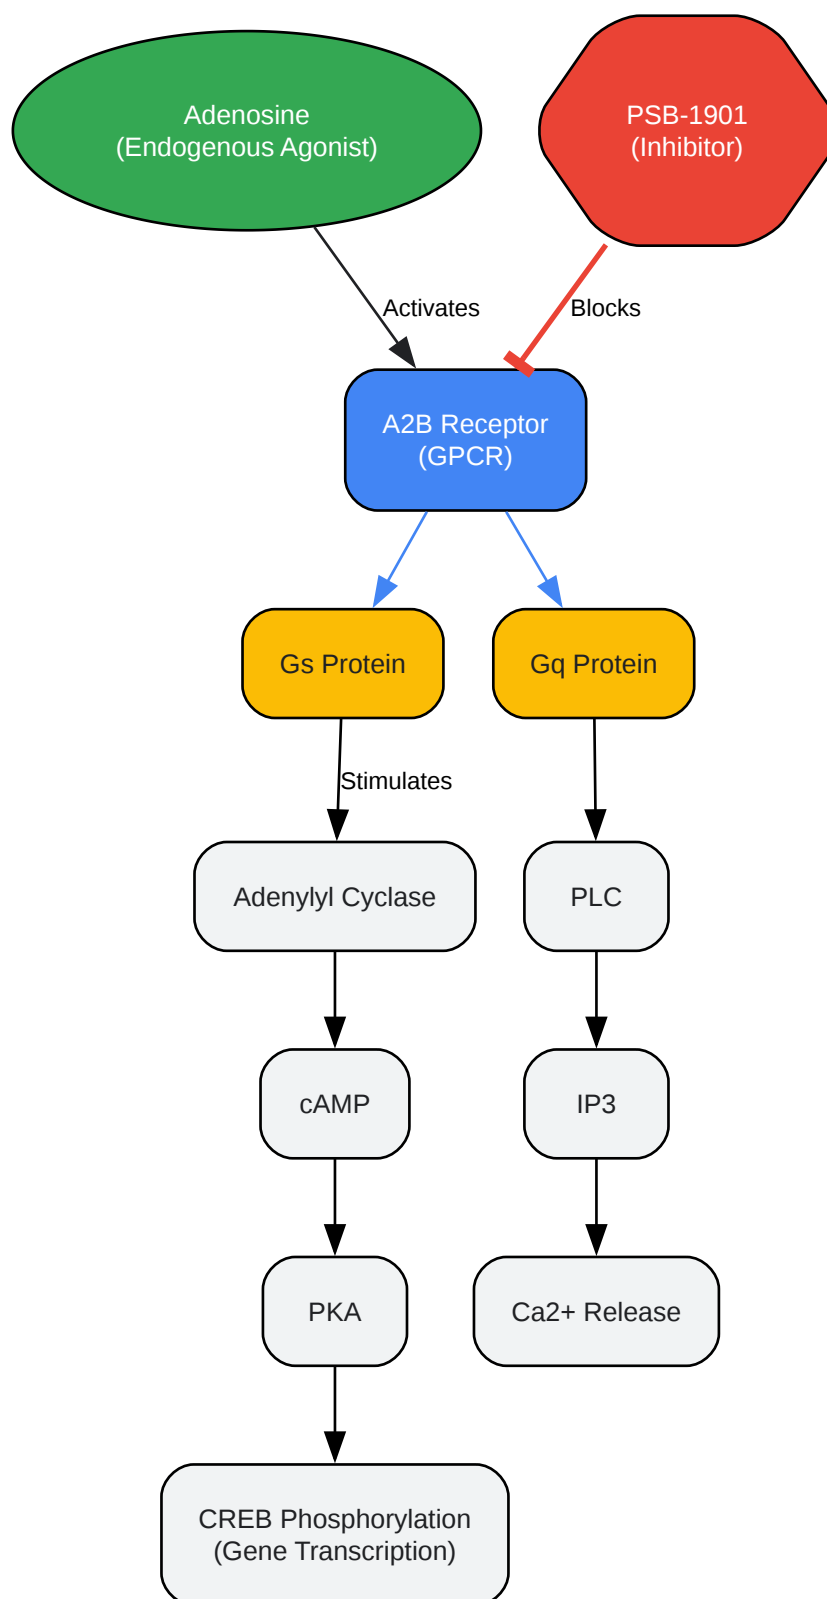 Adenosine
(Endogenous Agonist)
PSB-1901
(Inhibitor)
Activates
Blocks
A2B Receptor
(GPCR)
Gs Protein
Gq Protein
Stimulates
Adenylyl Cyclase
PLC
cAMP
IP3
PKA
Ca2+ Release
CREB Phosphorylation
(Gene Transcription)